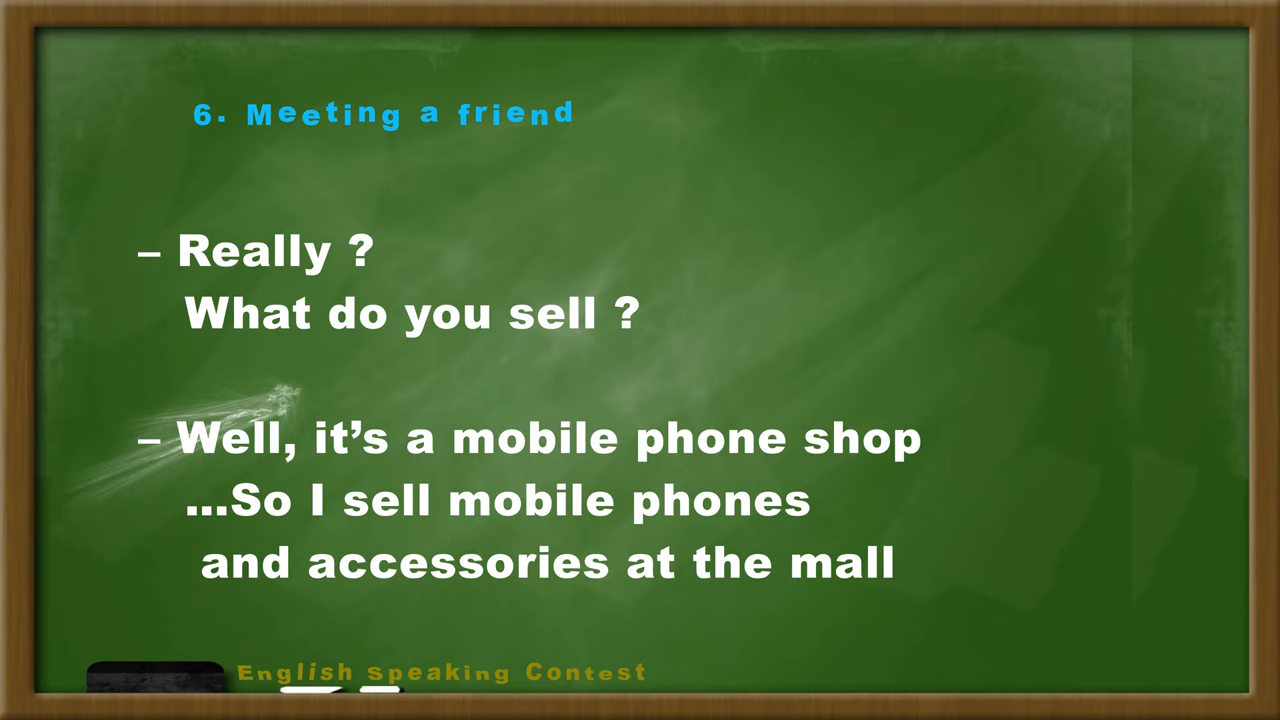 6. Meeting a friend
– Really ?
What do you sell ?
– Well, it’s a mobile phone shop
...So I sell mobile phones
and accessories at the mall
English speaking Contest